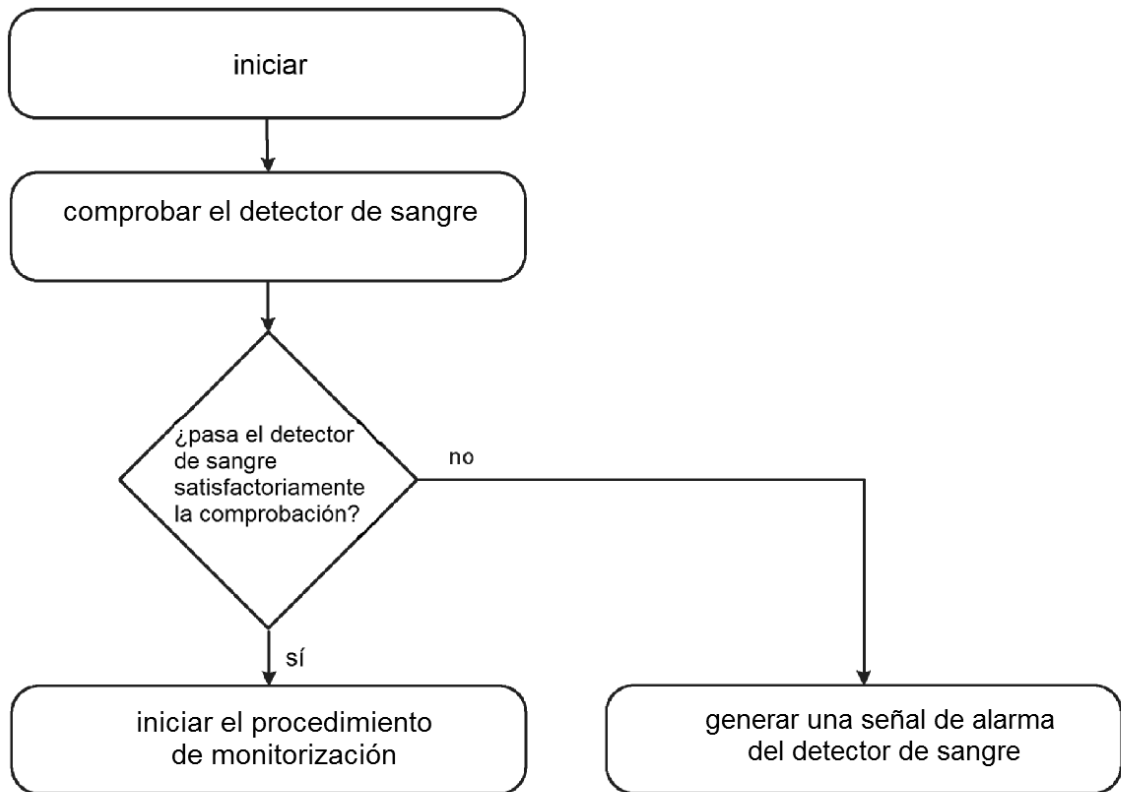 iniciar
comprobar el detector de sangre
¿pasa el detector
de sangre
satisfactoriamente
la comprobación?
no
sí
iniciar el procedimiento
de monitorización
generar una señal de alarma
del detector de sangre